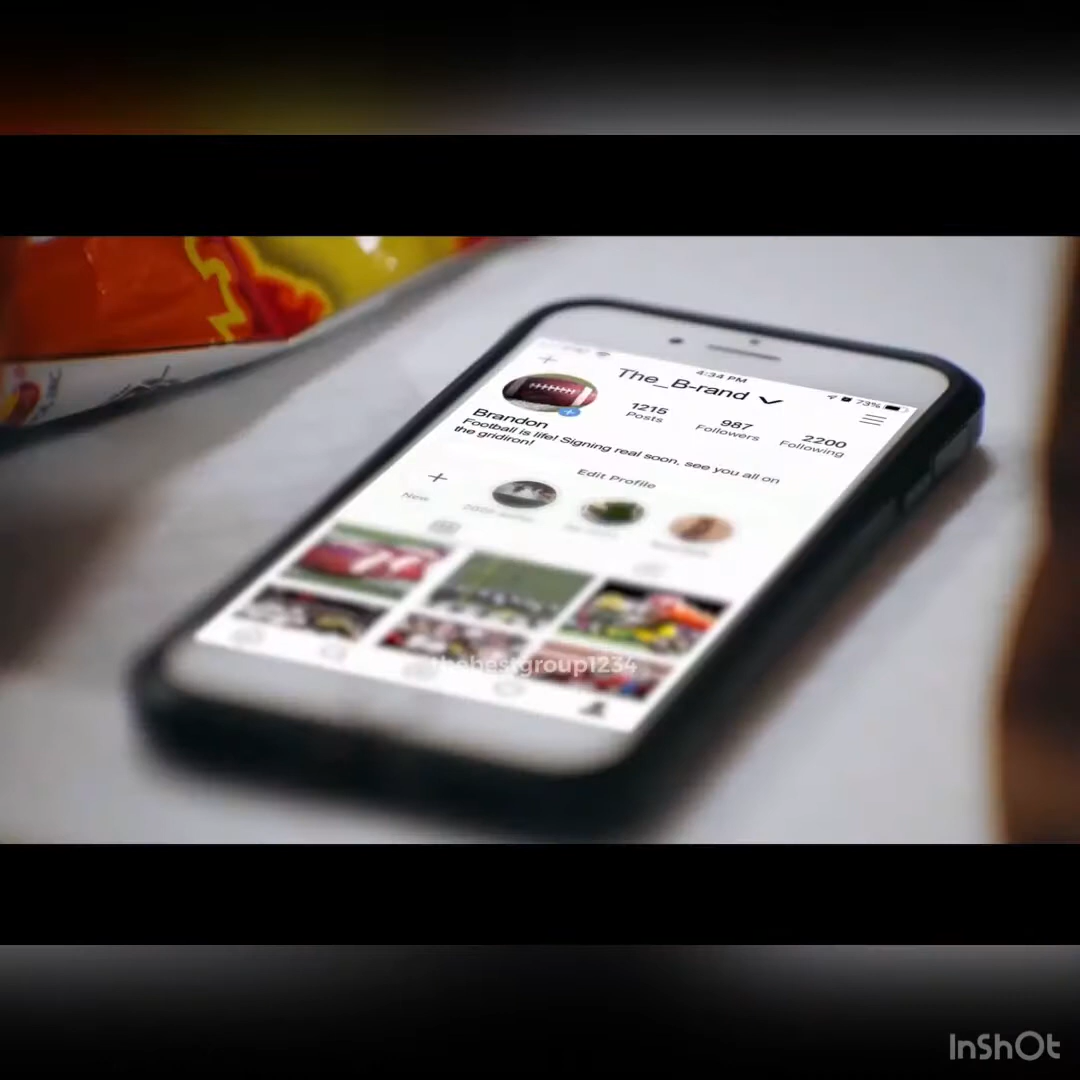 4:34 PM
73%
The_B-rand
1215
Posts
987
Followers
2200
Following
Brandon
Football is life! Signing real soon, see you all on
the gridiron!
Edit Profile
New
thebestgroup1234
InShOt